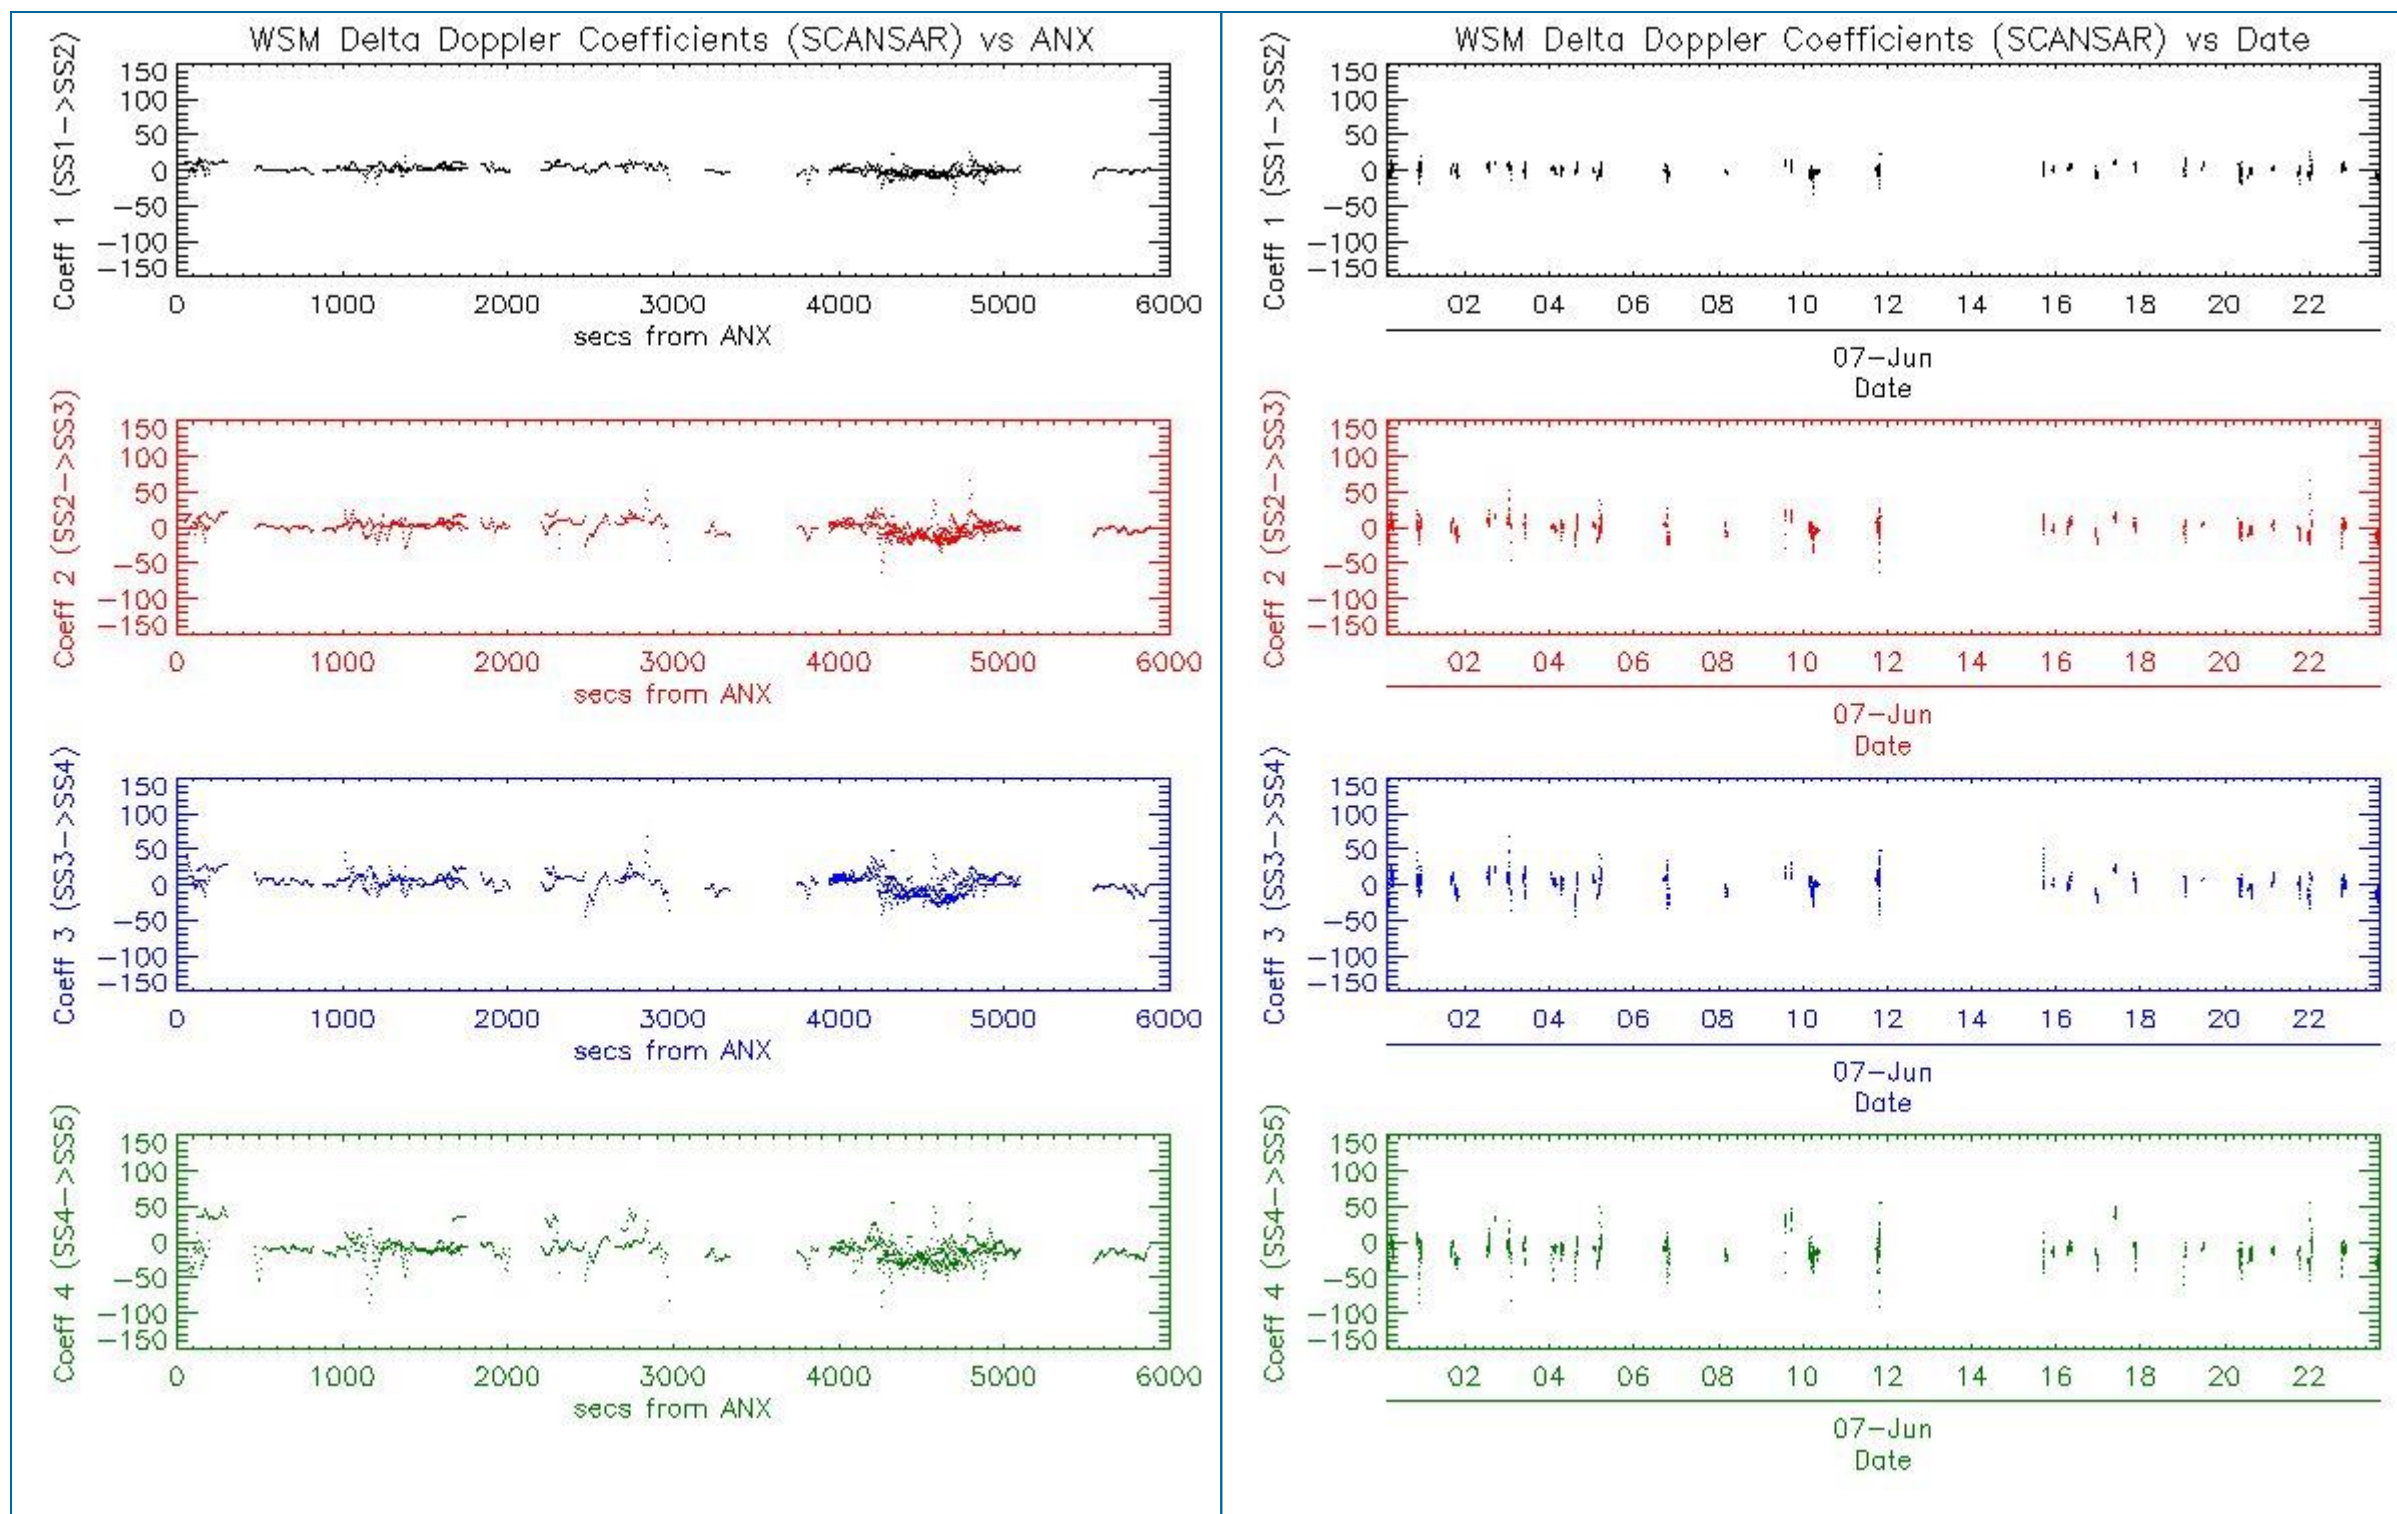 WSM Delta Doppler Coefficients (SCANSAR) vs ANX
Coeff 1 (SS1->SS2)
150
100
50
0
-50
-100
-150
0 1000 2000 3000 4000 5000 6000
secs from ANX
Coeff 2 (SS2->SS3)
150
100
50
0
-50
-100
-150
0 1000 2000 3000 4000 5000 6000
secs from ANX
Coeff 3 (SS3->SS4)
150
100
50
0
-50
-100
-150
0 1000 2000 3000 4000 5000 6000
secs from ANX
Coeff 4 (SS4->SS5)
150
100
50
0
-50
-100
-150
0 1000 2000 3000 4000 5000 6000
secs from ANX
WSM Delta Doppler Coefficients (SCANSAR) vs Date
Coeff 1 (SS1->SS2)
150
100
50
0
-50
-100
-150
02 04 06 08 10 12 14 16 18 20 22
07-Jun
Date
Coeff 2 (SS2->SS3)
150
100
50
0
-50
-100
-150
02 04 06 08 10 12 14 16 18 20 22
07-Jun
Date
Coeff 3 (SS3->SS4)
150
100
50
0
-50
-100
-150
02 04 06 08 10 12 14 16 18 20 22
07-Jun
Date
Coeff 4 (SS4->SS5)
150
100
50
0
-50
-100
-150
02 04 06 08 10 12 14 16 18 20 22
07-Jun
Date